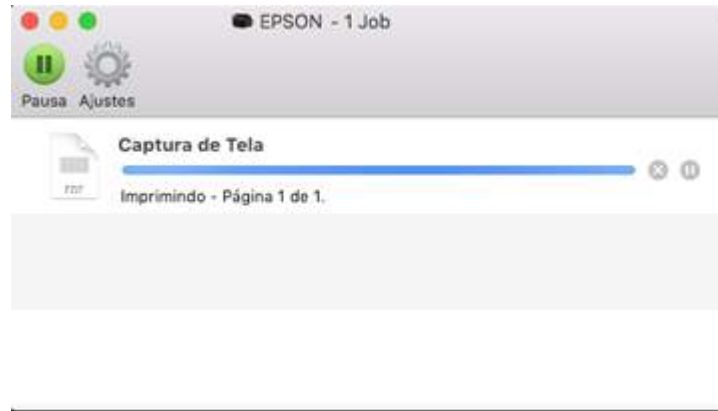 EPSON - 1 Job
Pausa Ajustes
Captura de Tela
Imprimindo - Página 1 de 1.